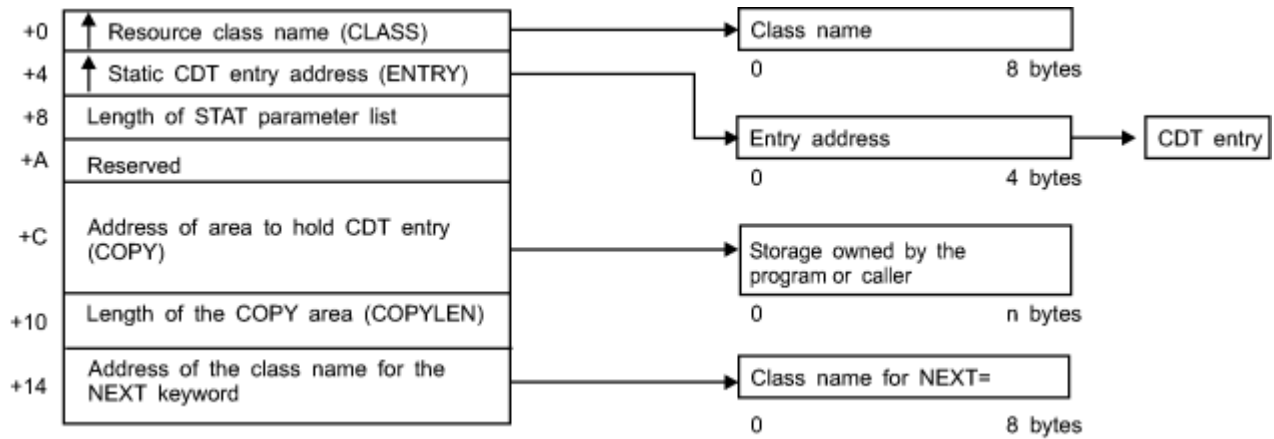 +0
Resource class name (CLASS)
Class name
0 8 bytes
+4
Static CDT entry address (ENTRY)
+8
Length of STAT parameter list
Entry address
CDT entry
0 4 bytes
+A
Reserved
+C
Address of area to hold CDT entry
(COPY)
Storage owned by the
program or caller
0 n bytes
+10
Length of the COPY area (COPYLEN)
+14
Address of the class name for the
NEXT keyword
Class name for NEXT=
0 8 bytes